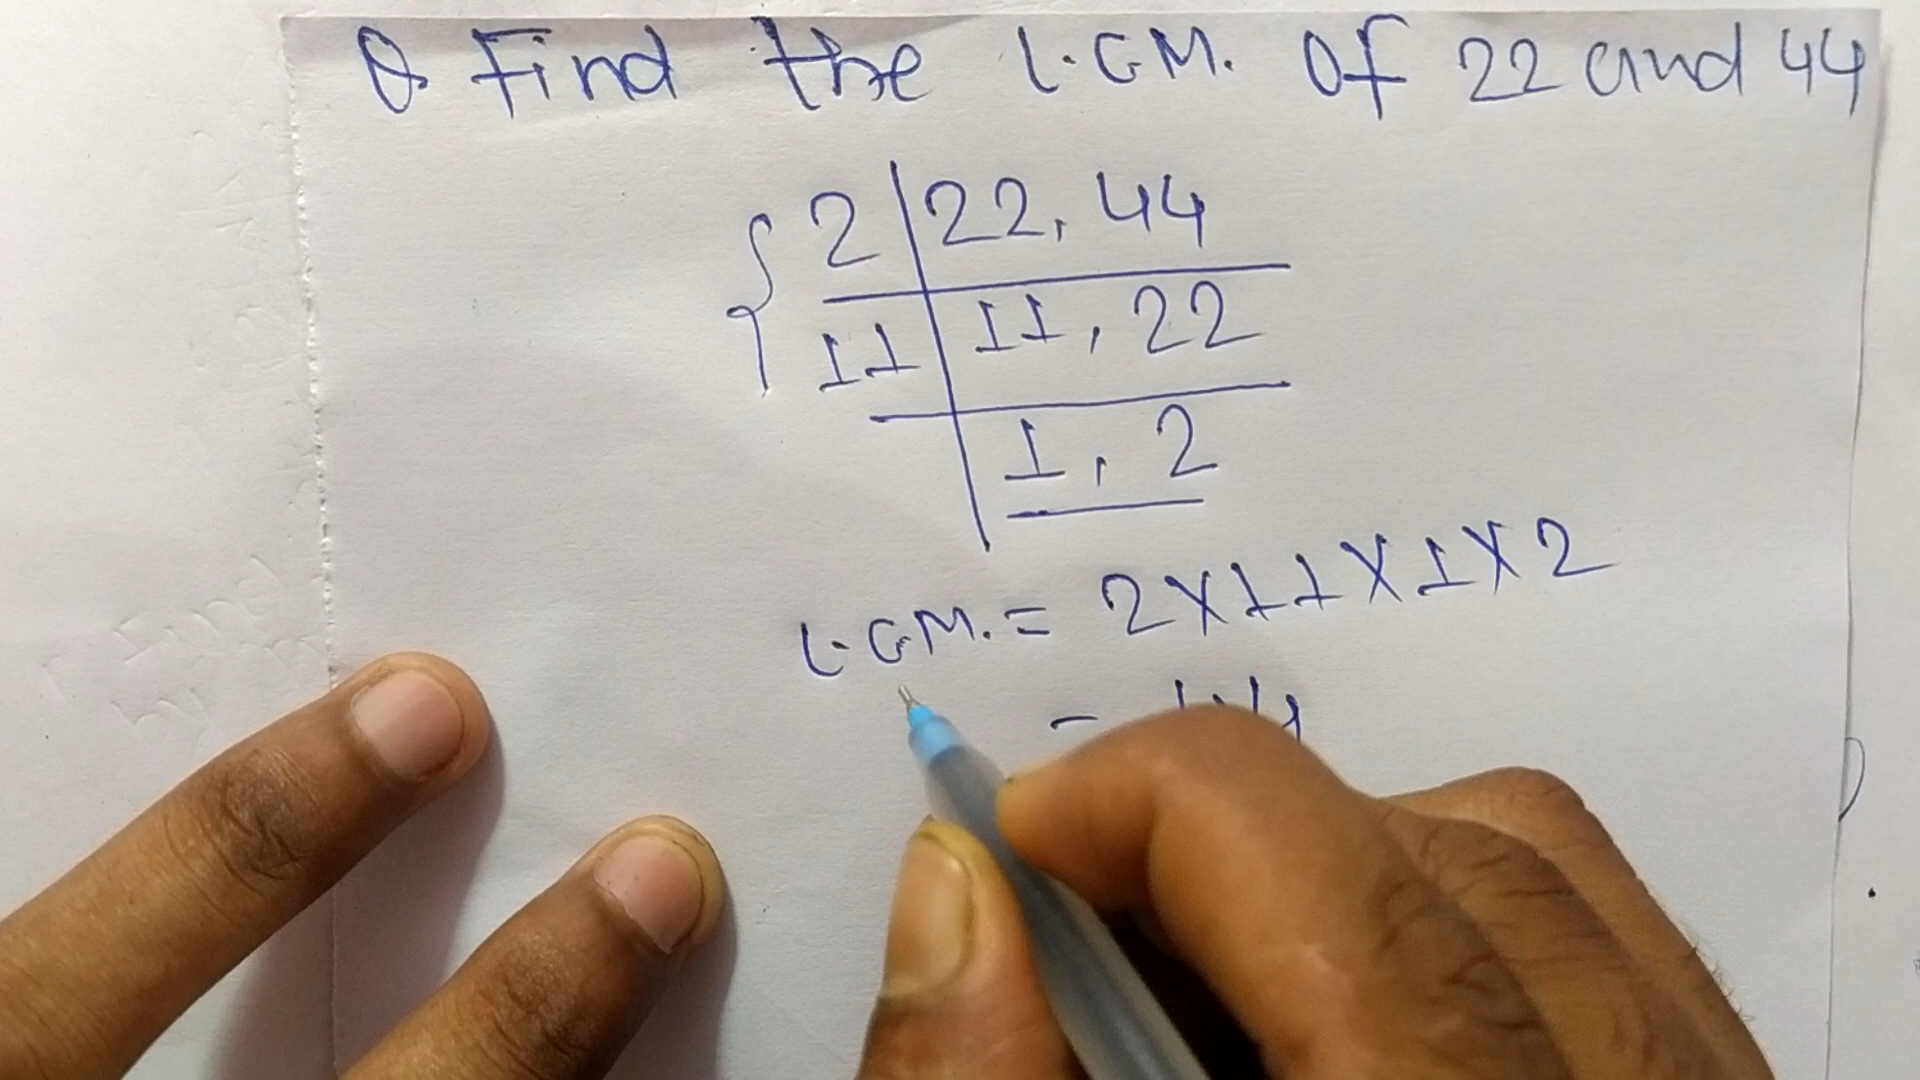 Q Find the L.C.M. Of 22 and 44
2 | 22, 44
11 | 11, 22
1, 2
L.C.M. = 2 X 11 X 1 X 2
=